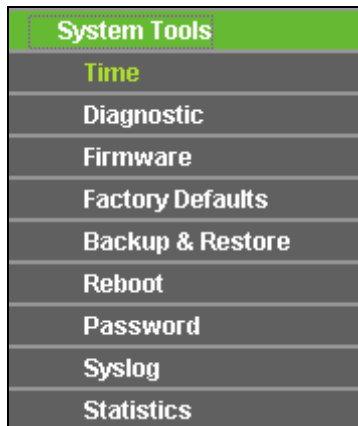 System Tools
Time
Diagnostic
Firmware
Factory Defaults
Backup & Restore
Reboot
Password
Syslog
Statistics